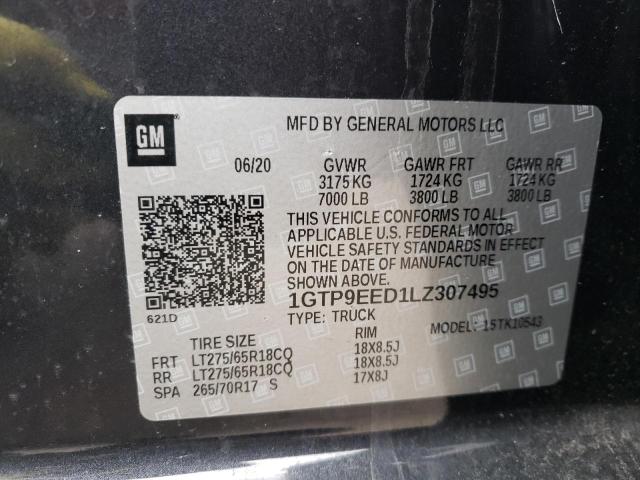 GM
MFD BY GENERAL MOTORS LLC
06/20 GVWR GAWR FRT GAWR RR
3175 KG 1724 KG 1724 KG
7000 LB 3800 LB 3800 LB
THIS VEHICLE CONFORMS TO ALL
APPLICABLE U.S. FEDERAL MOTOR
VEHICLE SAFETY STANDARDS IN EFFECT
ON THE DATE OF MANUFACTURE
SHOWN ABOVE.
1GTP9EED1LZ307495
621D
TYPE: TRUCK MODEL: 15TK10543
TIRE SIZE RIM
FRT LT275/65R18CQ 18X8.5J
RR LT275/65R18CQ 18X8.5J
SPA 265/70R17 S 17X8J